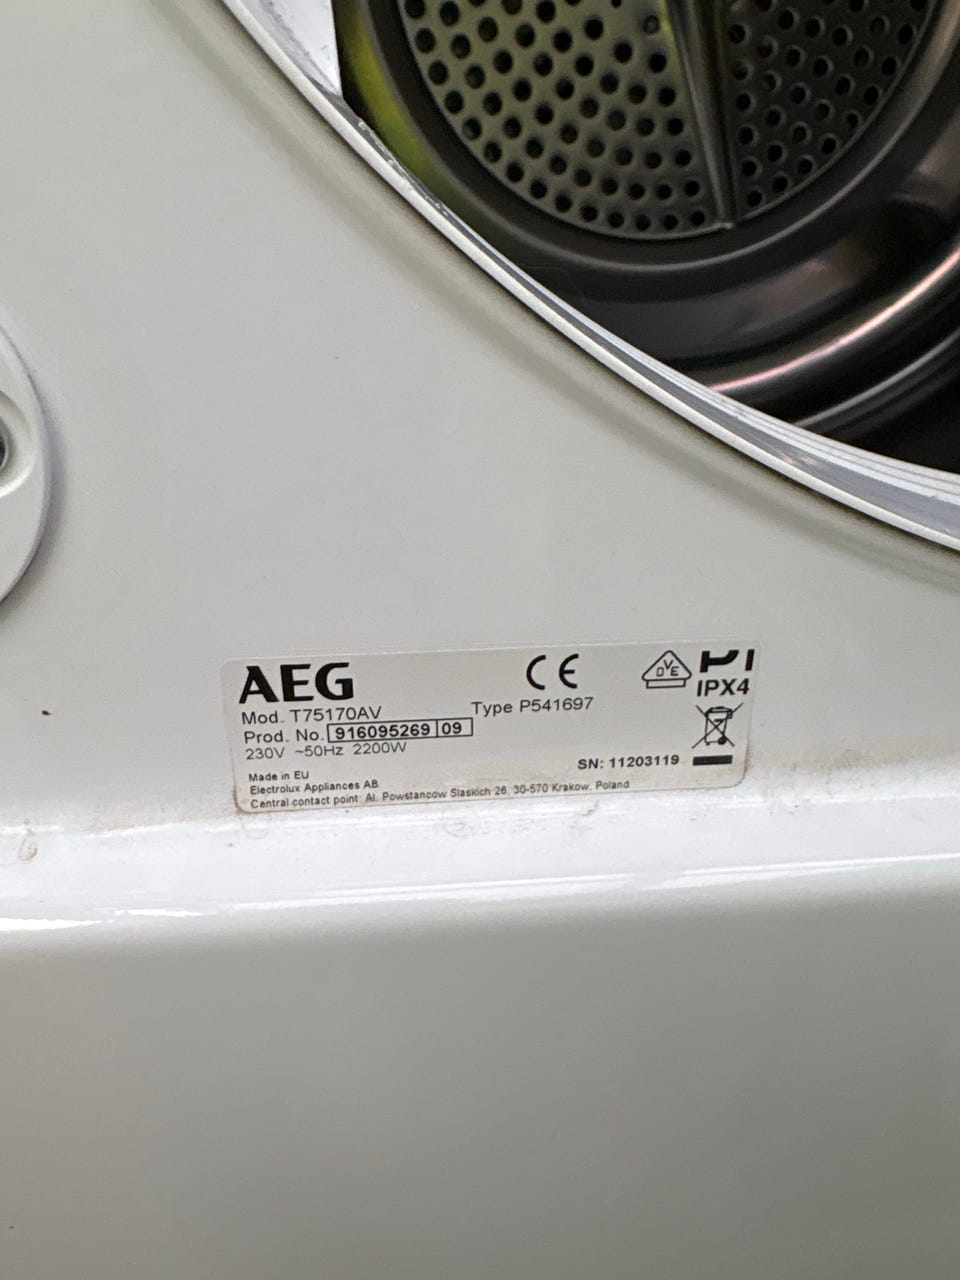 AEG
CE
DVE
IPX4
Mod. T75170AV
Type P541697
Prod. No. 916095269 09
230V ~50Hz 2200W
SN: 11203119
Made in EU
Electrolux Appliances AB
Central contact point: Al. Powstancow Slaskich 26, 30-570 Krakow, Poland